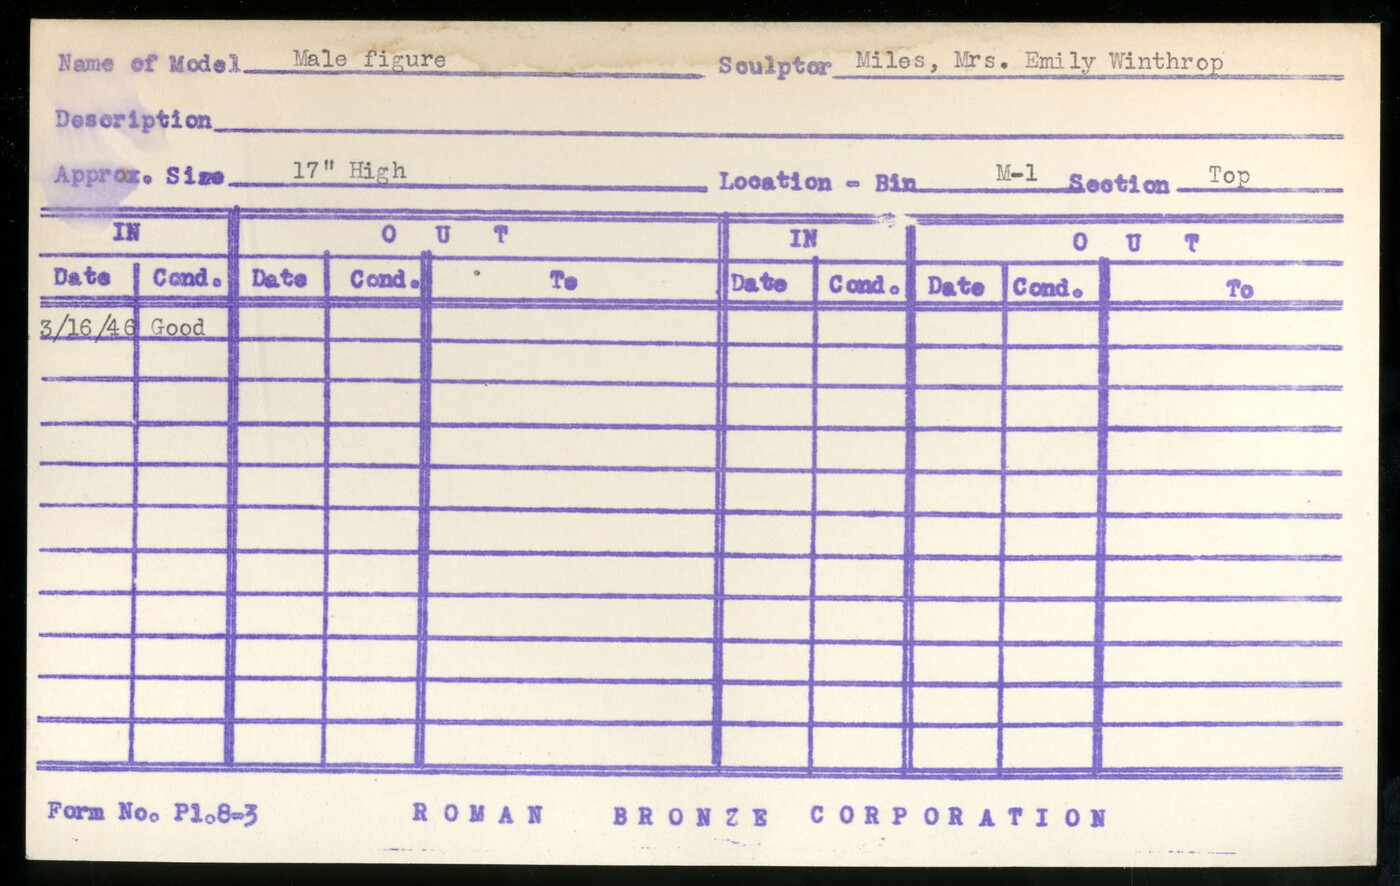 Name of Model Male figure Sculptor Miles, Mrs. Emily Winthrop
Description
Approx. Size 17" High Location - Bin M-1 Section Top
IN O U T IN O U T
Date Cond. Date Cond. To Date Cond. Date Cond. To
3/16/46 Good
Form No. Pl.8-3 ROMAN BRONZE CORPORATION